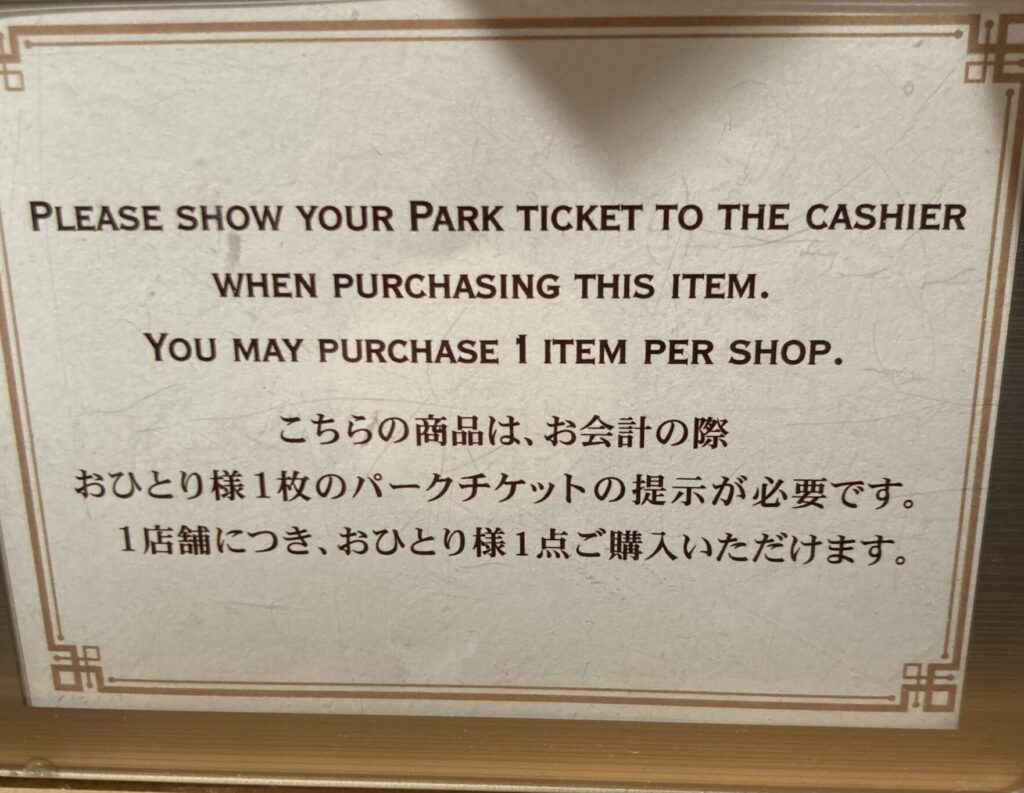 Please show your Park ticket to the cashier
when purchasing this item.
You may purchase 1 item per shop.
こちらの商品は、お会計の際
おひとり様1枚のパークチケットの提示が必要です。
1店舗につき、おひとり様1点ご購入いただけます。